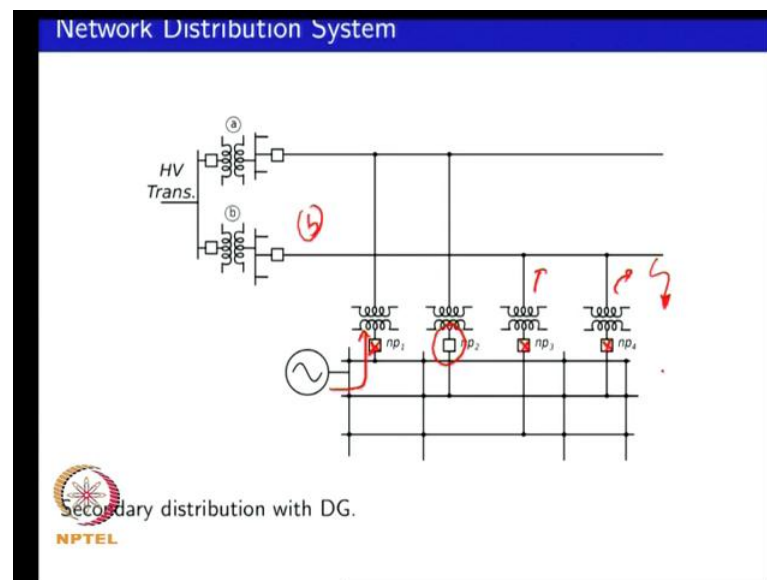 Network Distribution System
ⓐ
HV
Trans.
ⓑ
ⓑ
np₁
np₂
np₃
np₄
Secondary distribution with DG.
NPTEL